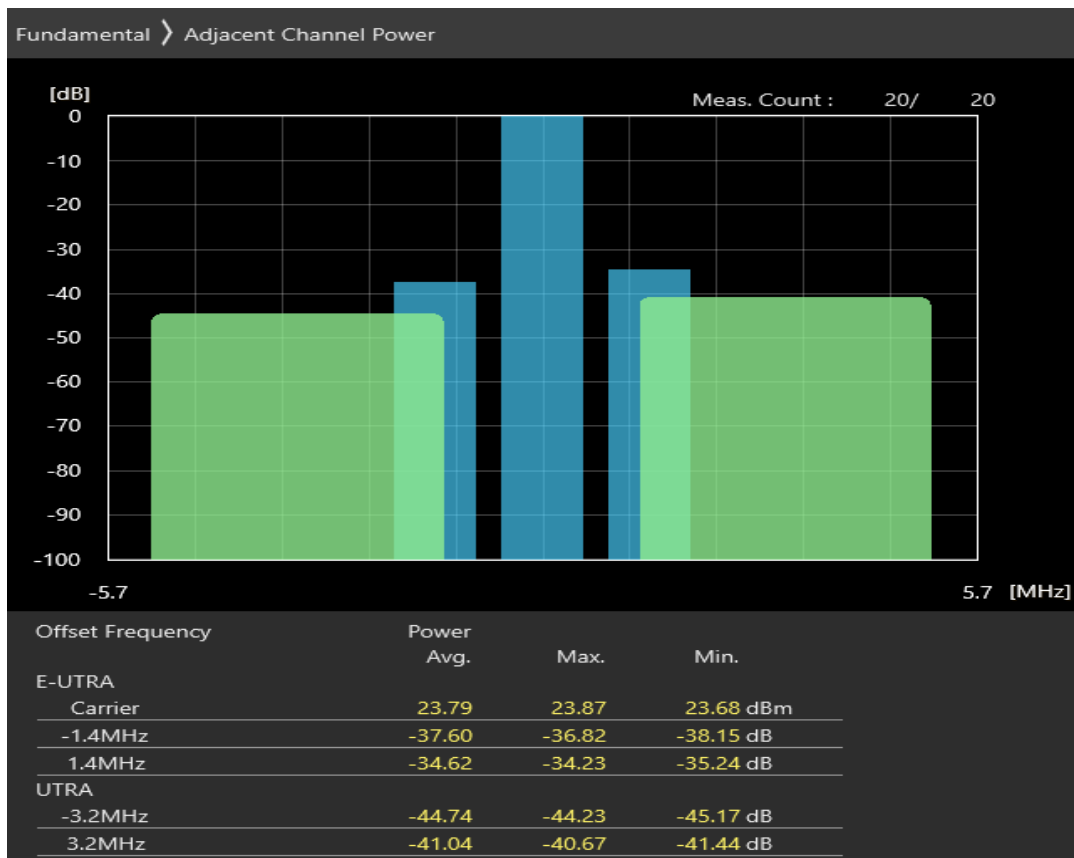 Fundamental 〉 Adjacent Channel Power
[dB]
Meas. Count : 20/ 20
0
-10
-20
-30
-40
-50
-60
-70
-80
-90
-100
-5.7 5.7 [MHz]
Offset Frequency Power
Avg. Max. Min.
E-UTRA
Carrier 23.79 23.87 23.68 dBm
-1.4MHz -37.60 -36.82 -38.15 dB
1.4MHz -34.62 -34.23 -35.24 dB
UTRA
-3.2MHz -44.74 -44.23 -45.17 dB
3.2MHz -41.04 -40.67 -41.44 dB